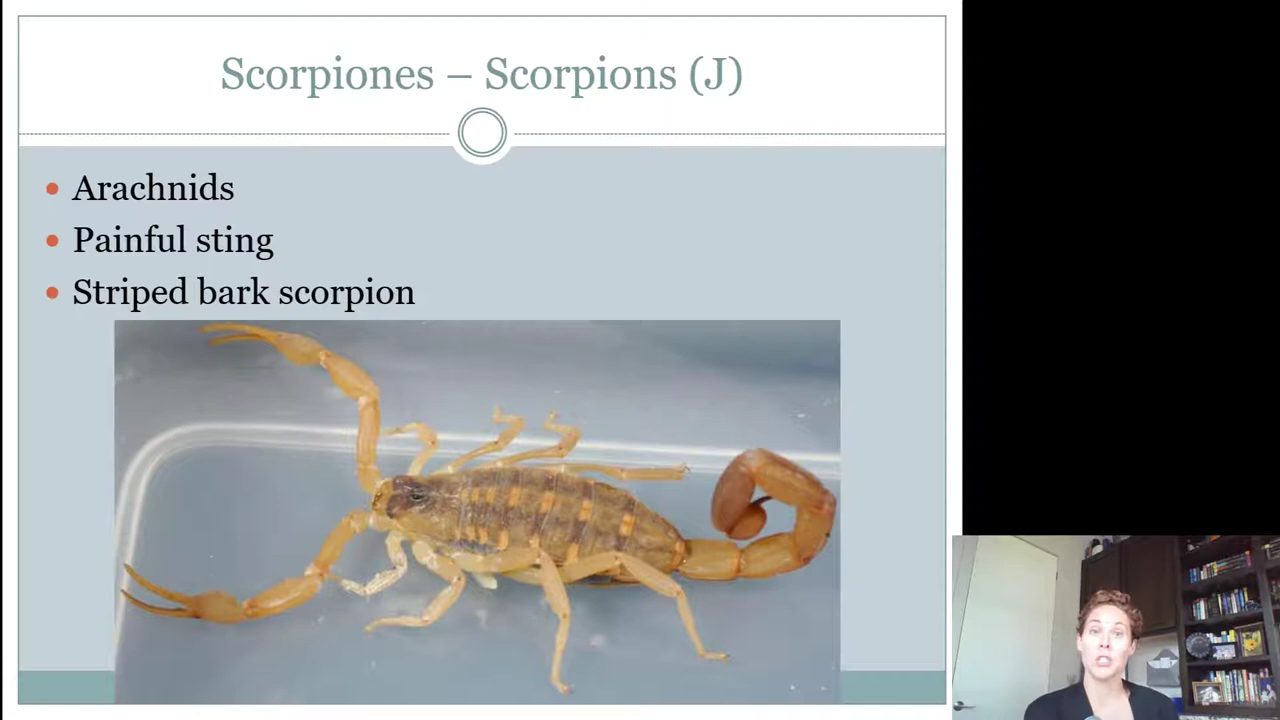 Scorpiones – Scorpions (J)
Arachnids
Painful sting
Striped bark scorpion